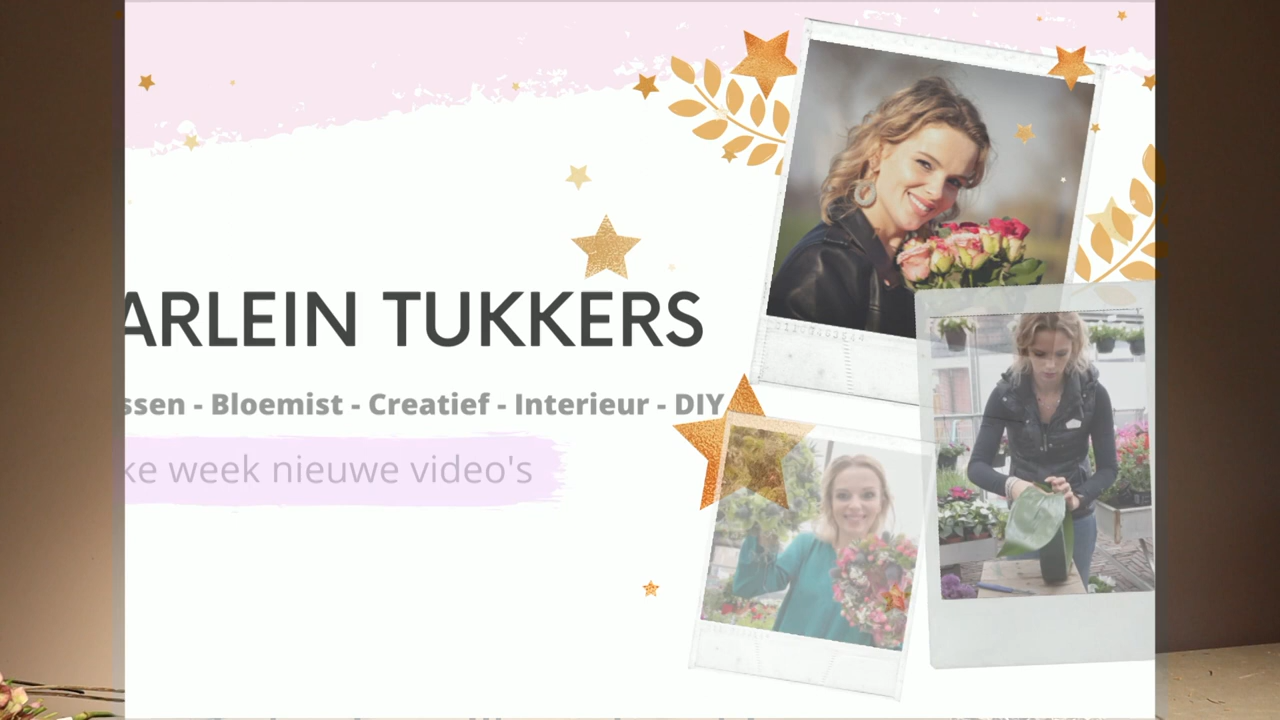 ARLEIN TUKKERS
ssen - Bloemist - Creatief - Interieur - DIY
ke week nieuwe video's